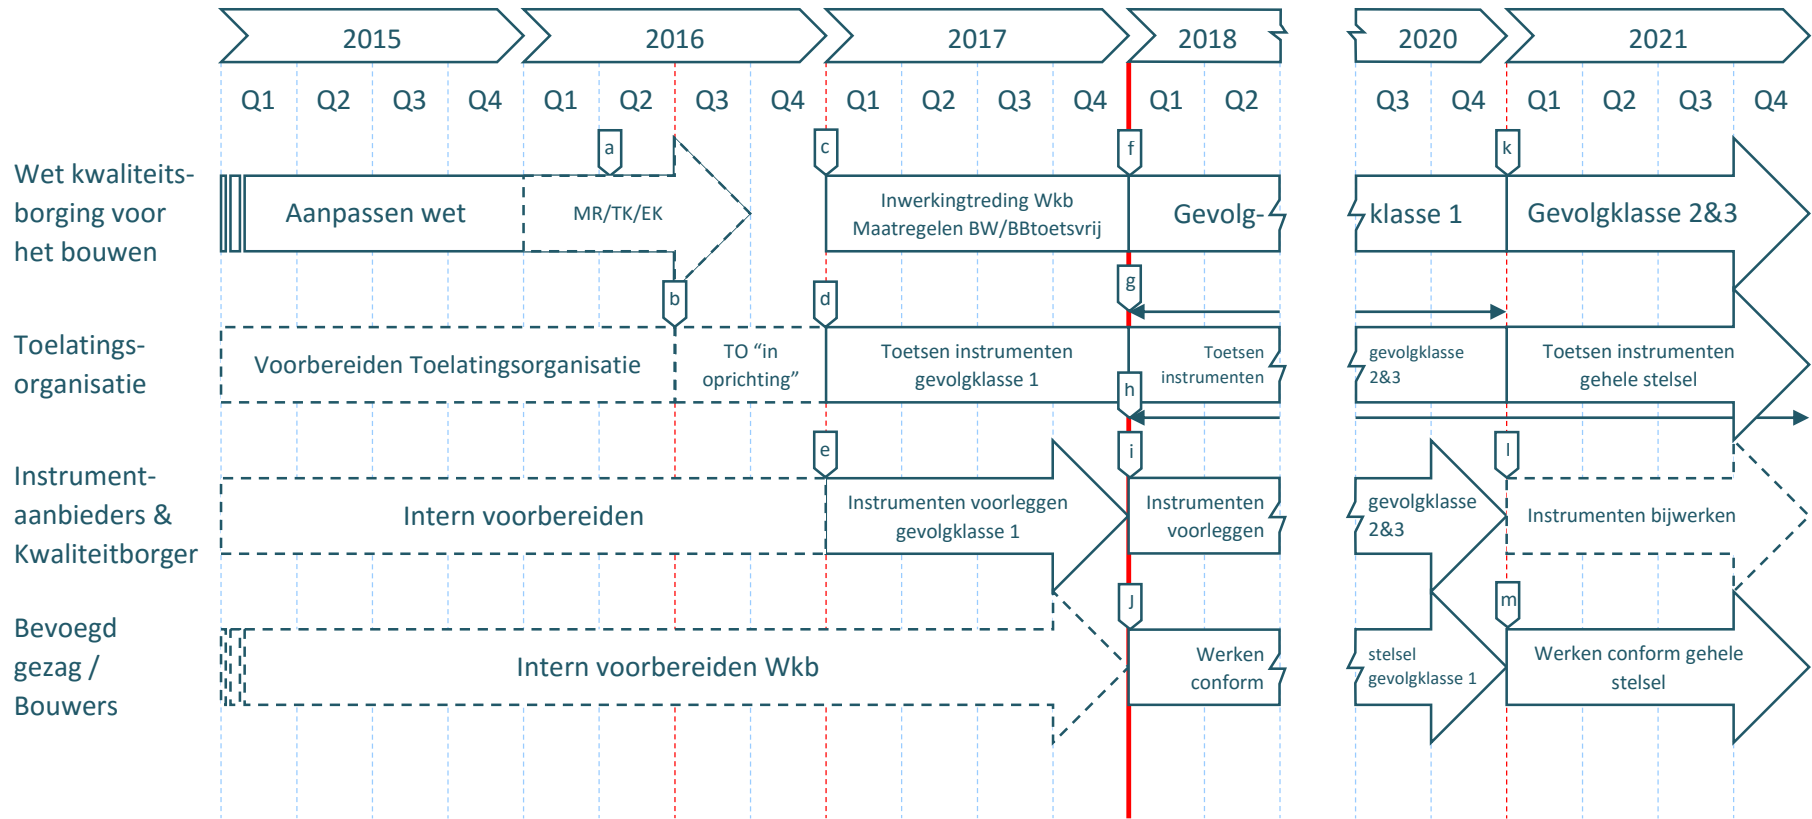 2015 2016 2017 2018 2020 2021
Q1 Q2 Q3 Q4 Q1 Q2 Q3 Q4 Q1 Q2 Q3 Q4 Q1 Q2 Q3 Q4 Q1 Q2 Q3 Q4
a c f k
Wet kwaliteits-
borging voor
het bouwen
Aanpassen wet
MR/TK/EK
Inwerkingtreding Wkb
Maatregelen BW/BBtoetsvrij
Gevolg-
klasse 1
Gevolgklasse 2&3
b d g
Toelatings-
organisatie
Voorbereiden Toelatingsorganisatie
TO “in
oprichting”
Toetsen instrumenten
gevolgklasse 1
Toetsen
instrumenten
gevolgklasse
2&3
Toetsen instrumenten
gehele stelsel
h
e i l
Instrument-
aanbieders &
Kwaliteitborger
Intern voorbereiden
Instrumenten voorleggen
gevolgklasse 1
Instrumenten
voorleggen
gevolgklasse
2&3
Instrumenten bijwerken
J m
Bevoegd
gezag /
Bouwers
Intern voorbereiden Wkb
Werken
conform
stelsel
gevolgklasse 1
Werken conform gehele
stelsel